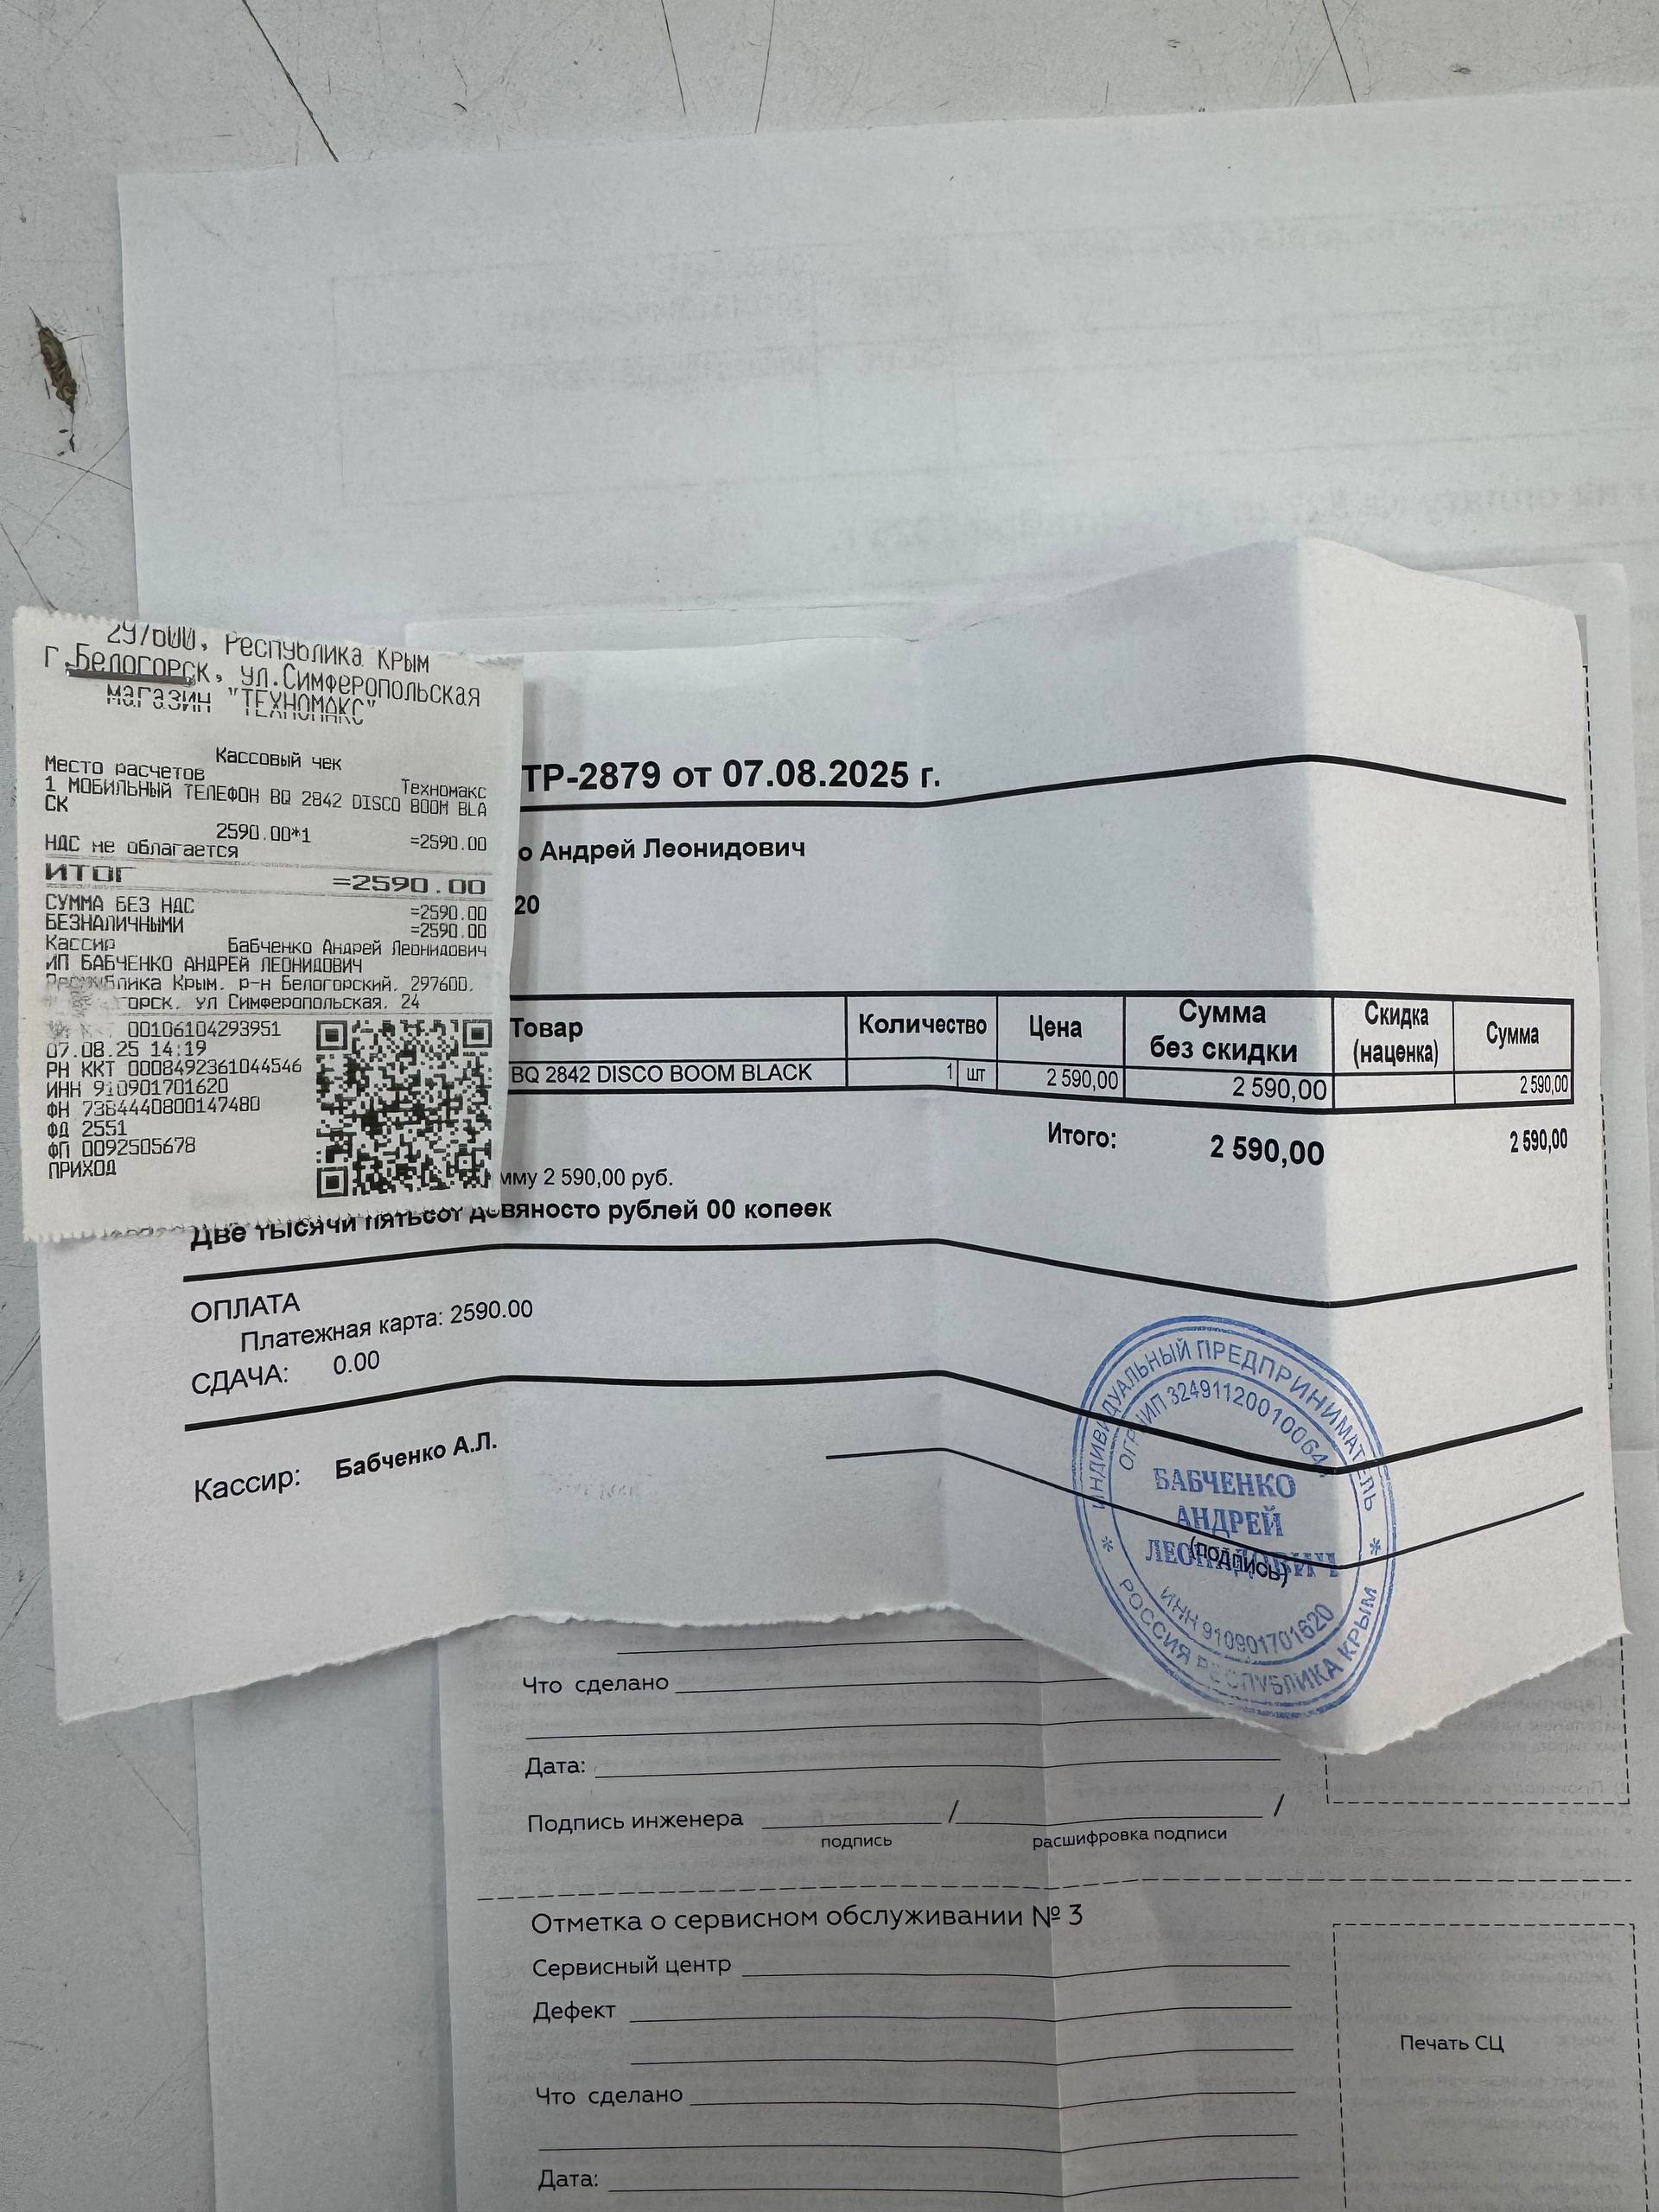 297600, Республика Крым
г.Белогорск, ул.Симферопольская
магазин "ТЕХНОМАКС"
Кассовый чек
Место расчетов Техномакс
1 МОБИЛЬНЫЙ ТЕЛЕФОН BQ 2842 DISCO BOOM BLA
CK
2590.00*1 =2590.00
НДС не облагается
ИТОГ =2590.00
СУММА БЕЗ НДС =2590.00
БЕЗНАЛИЧНЫМИ =2590.00
Кассир Бабченко Андрей Леонидович
ИП БАБЧЕНКО АНДРЕЙ ЛЕОНИДОВИЧ
Республика Крым, р-н Белогорский, 297600,
горск, ул Симферопольская, 24
00106104293951
07.08.25 14:19
РН ККТ 0008492361044546
ИНН 910901701620
ФН 7384440800147480
ФД 2551
ФП 0092505678
ПРИХОД
ТР-2879 от 07.08.2025 г.
о Андрей Леонидович
20
Товар Количество Цена Сумма без скидки Скидка (наценка) Сумма
BQ 2842 DISCO BOOM BLACK 1 шт 2 590,00 2 590,00 2 590,00
Итого: 2 590,00 2 590,00
мму 2 590,00 руб.
Две тысячи пятьсот девяносто рублей 00 копеек
ОПЛАТА
Платежная карта: 2590.00
СДАЧА: 0.00
Кассир: Бабченко А.Л.
(подпись)
ИНДИВИДУАЛЬНЫЙ ПРЕДПРИНИМАТЕЛЬ
ОГРНИП
БАБЧЕНКО
АНДРЕЙ
ЛЕОНИДОВИЧ
ИНН 910901701620
РОССИЯ РЕСПУБЛИКА КРЫМ
Что сделано
Дата:
Подпись инженера / /
подпись расшифровка подписи
Отметка о сервисном обслуживании № 3
Сервисный центр
Дефект
Что сделано
Дата:
Печать СЦ